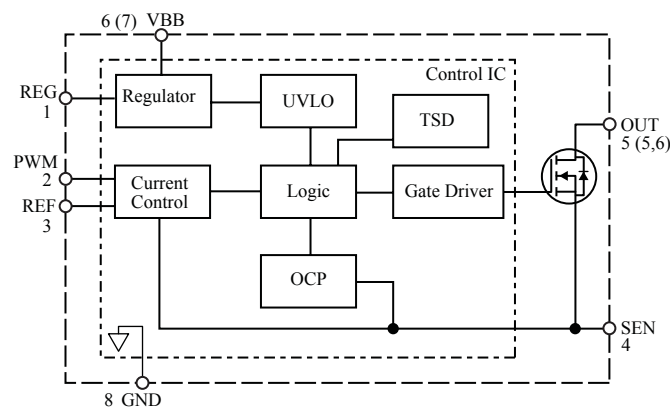 6 (7) VBB
Control IC
REG
1
Regulator
UVLO
TSD
OUT
5 (5,6)
PWM
2
Current
Control
Logic
Gate Driver
REF
3
OCP
SEN
4
8 GND